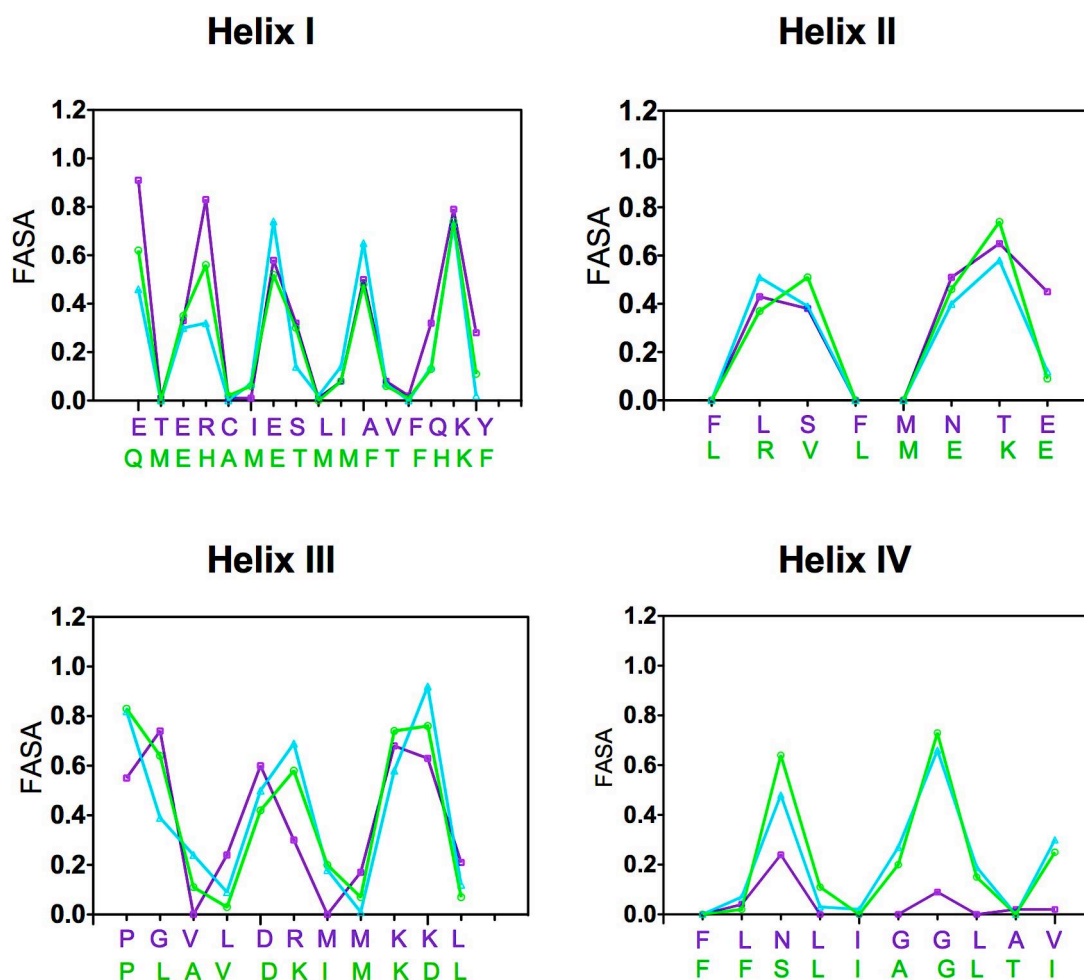 Helix I
1.2
1.0
0.8
0.6
0.4
0.2
0.0
FASA
E T E R C I E S L I A V F Q K Y
Q M E H A M E T M M F T F H K F
Helix II
1.2
1.0
0.8
0.6
0.4
0.2
0.0
FASA
F L S F M N T E
L R V L M E K E
Helix III
1.2
1.0
0.8
0.6
0.4
0.2
0.0
FASA
P G V L D R M M K K L
P L A V D K I M K D L
Helix IV
1.2
1.0
0.8
0.6
0.4
0.2
0.0
FASA
F L N L I G G L A V
F F S L I A G L T I